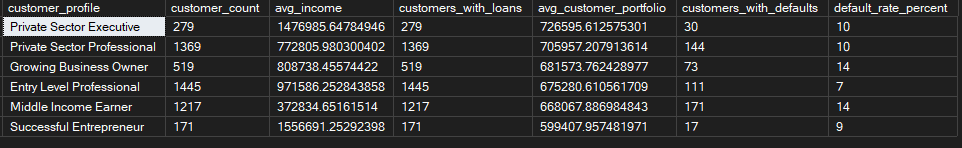 customer_profile customer_count avg_income customers_with_loans avg_customer_portfolio customers_with_defaults default_rate_percent
Private Sector Executive 279 1476985.64784946 279 726595.612575301 30 10
Private Sector Professional 1369 772805.980300402 1369 705957.207913614 144 10
Growing Business Owner 519 808738.45574422 519 681573.762428977 73 14
Entry Level Professional 1445 971586.252843858 1445 675280.610561709 111 7
Middle Income Earner 1217 372834.65161514 1217 668067.886984843 171 14
Successful Entrepreneur 171 1556691.25292398 171 599407.957481971 17 9